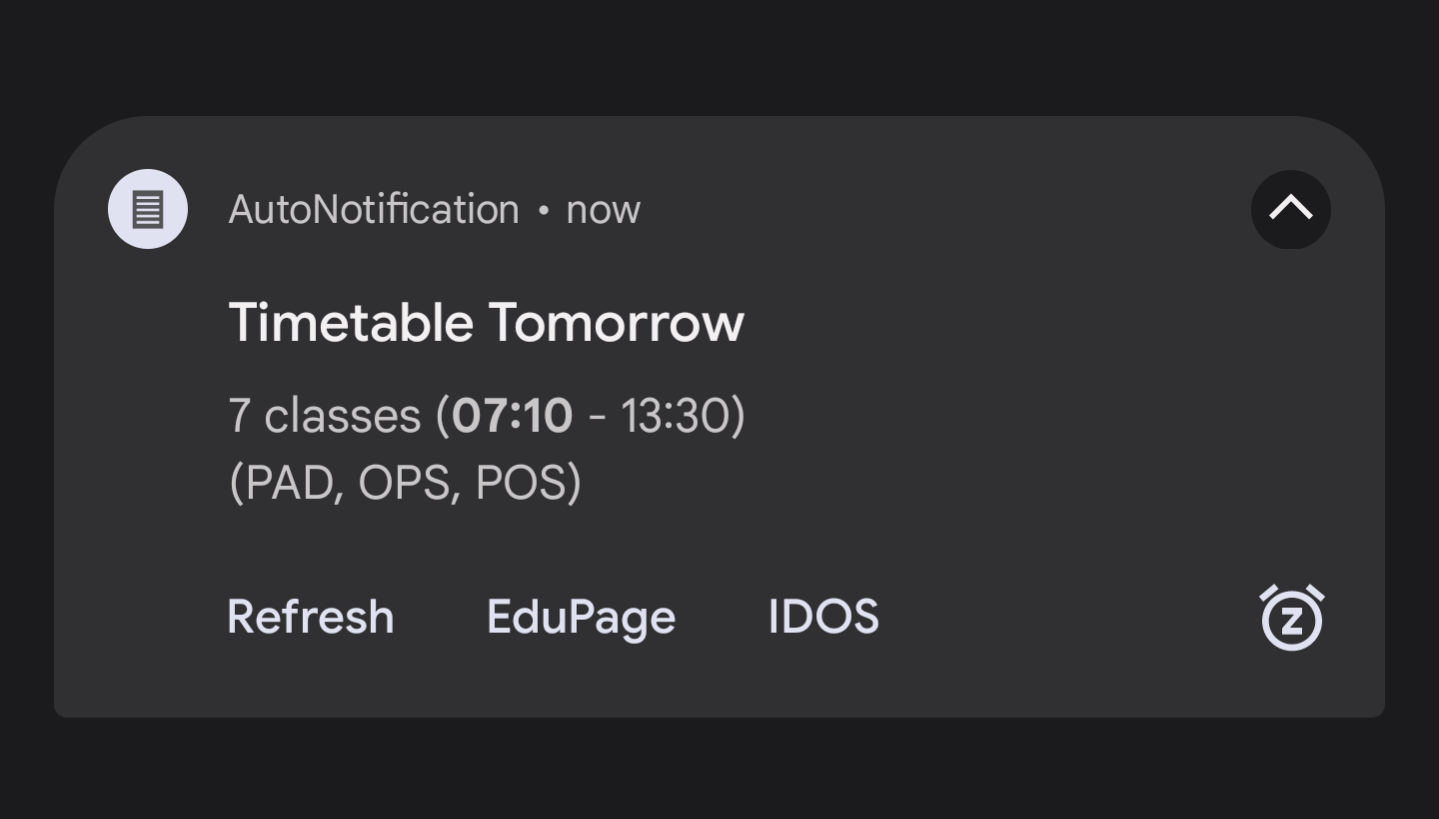 AutoNotification • now
Timetable Tomorrow
7 classes (07:10 - 13:30)
(PAD, OPS, POS)
Refresh EduPage IDOS